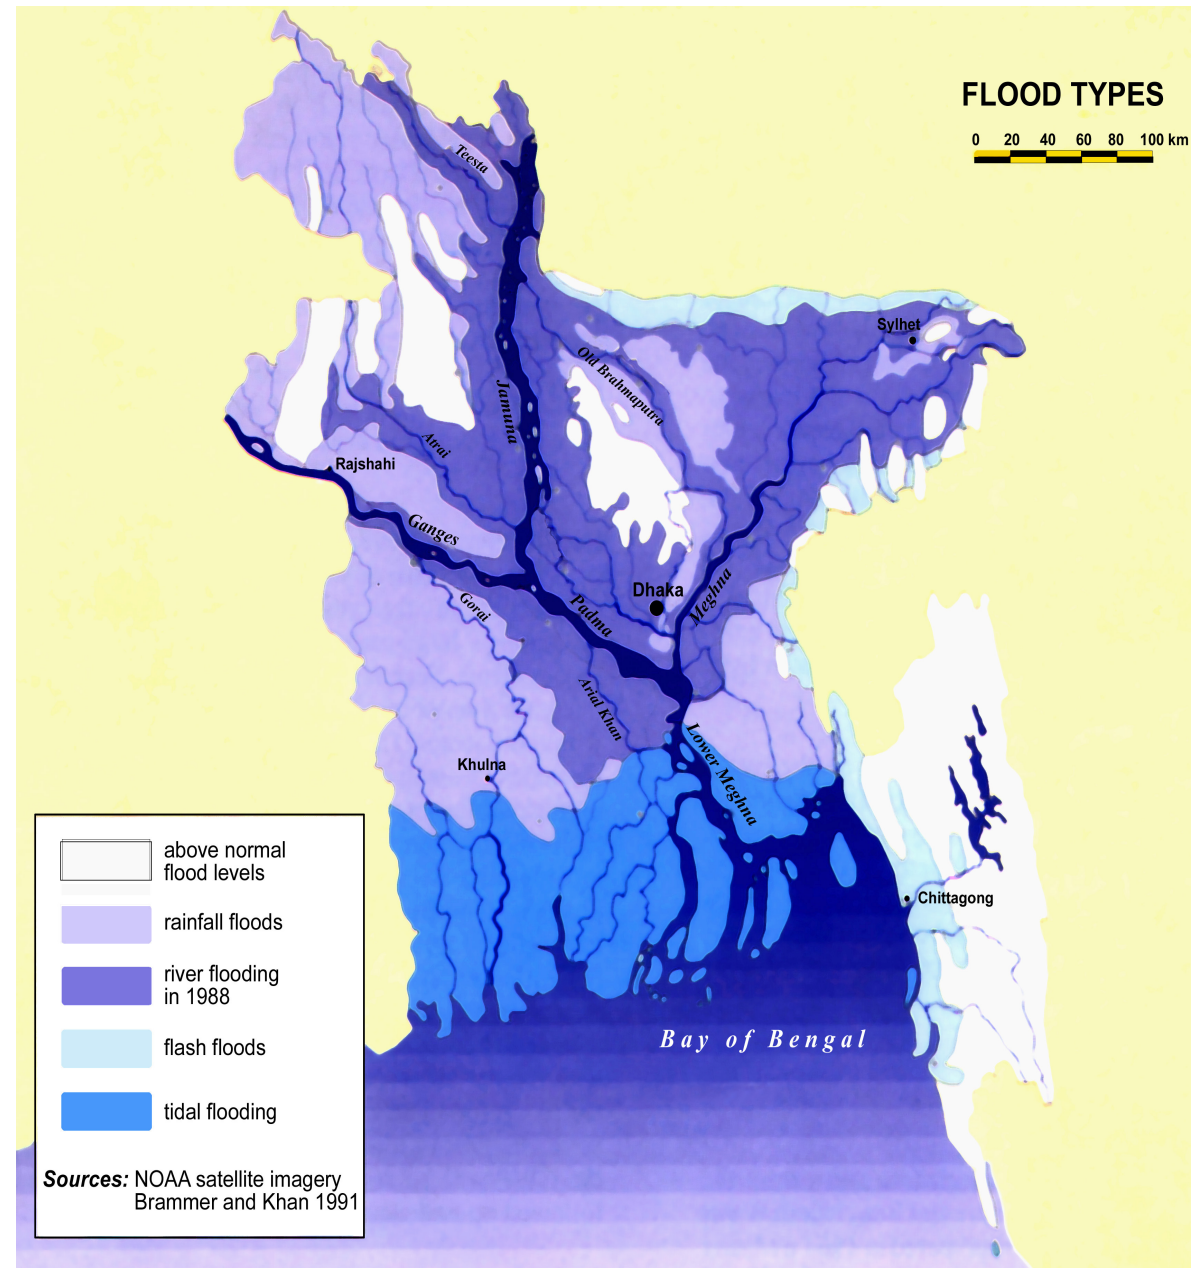 FLOOD TYPES
0 20 40 60 80 100 km
Teesta
Sylhet
Old Brahmaputra
Jamuna
Atrai
Rajshahi
Ganges
Dhaka
Meghna
Padma
Gorai
Arial Khan
Lower Meghna
Khulna
Chittagong
Bay of Bengal
above normal
flood levels
rainfall floods
river flooding
in 1988
flash floods
tidal flooding
Sources: NOAA satellite imagery
Brammer and Khan 1991